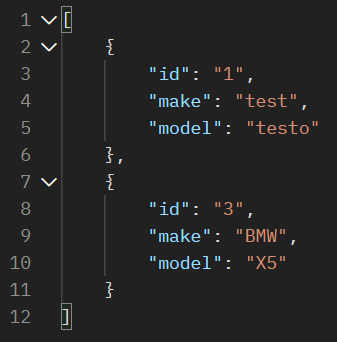 1 [
2     {
3         "id": "1",
4         "make": "test",
5         "model": "testo"
6     },
7     {
8         "id": "3",
9         "make": "BMW",
10         "model": "X5"
11     }
12 ]